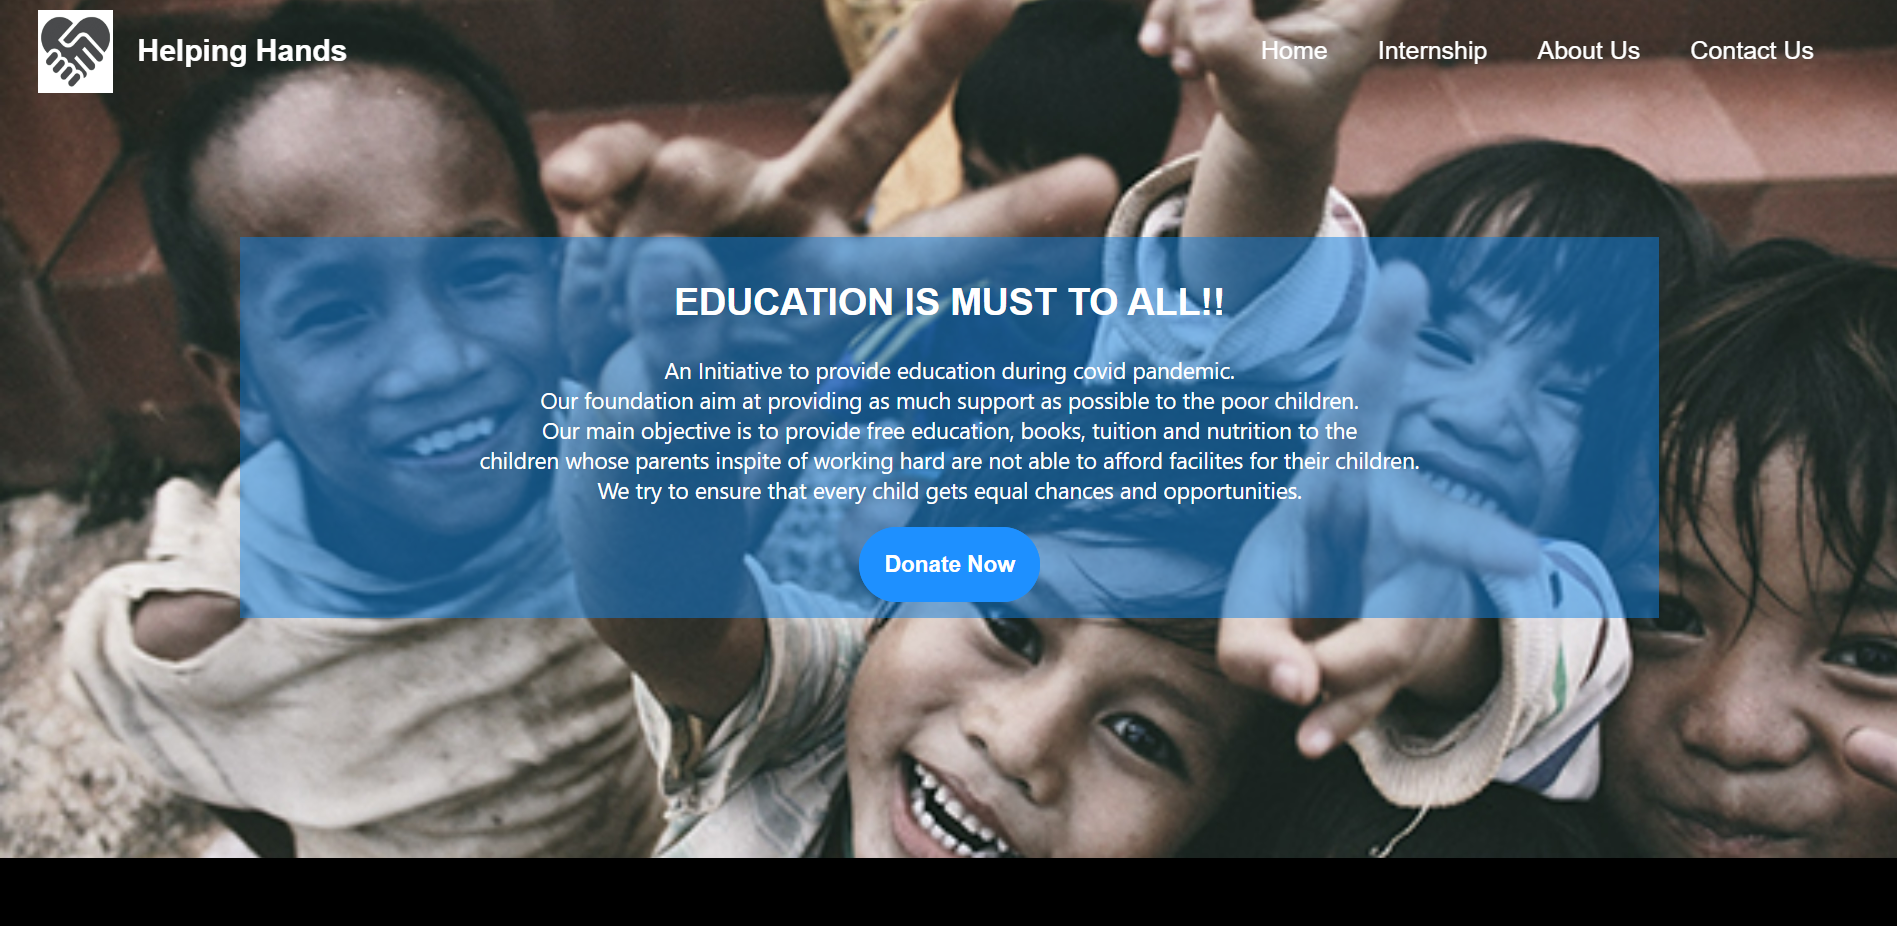 Helping Hands
Home
Internship
About Us
Contact Us
EDUCATION IS MUST TO ALL!!
An Initiative to provide education during covid pandemic.
Our foundation aim at providing as much support as possible to the poor children.
Our main objective is to provide free education, books, tuition and nutrition to the
children whose parents inspite of working hard are not able to afford facilites for their children.
We try to ensure that every child gets equal chances and opportunities.
Donate Now